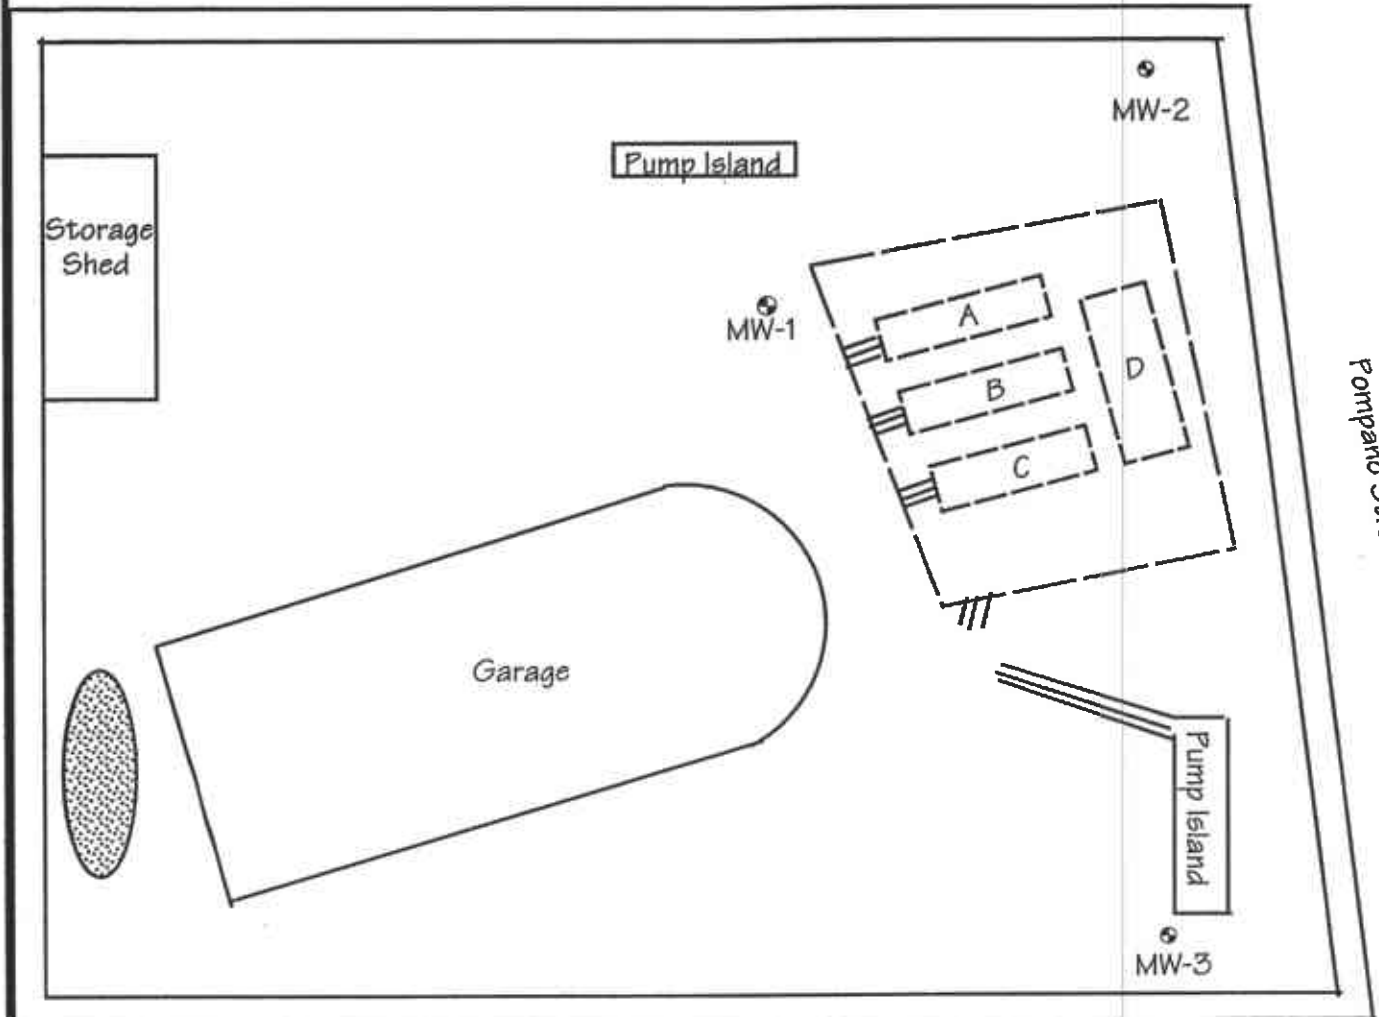 MW-2
Pump Island
Storage
Shed
MW-1
A
B
C
D
Pompano
Garage
Pump Island
MW-3